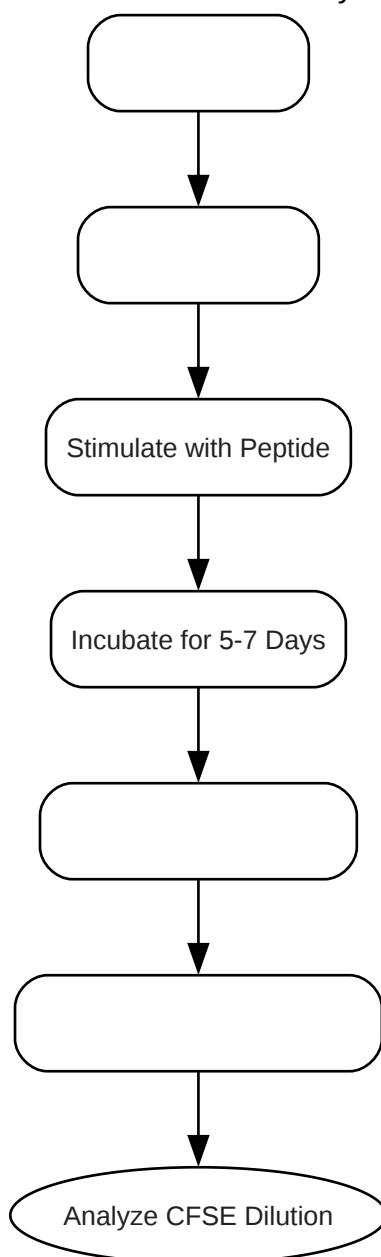 Stimulate with Peptide
Incubate for 5-7 Days
Analyze CFSE Dilution